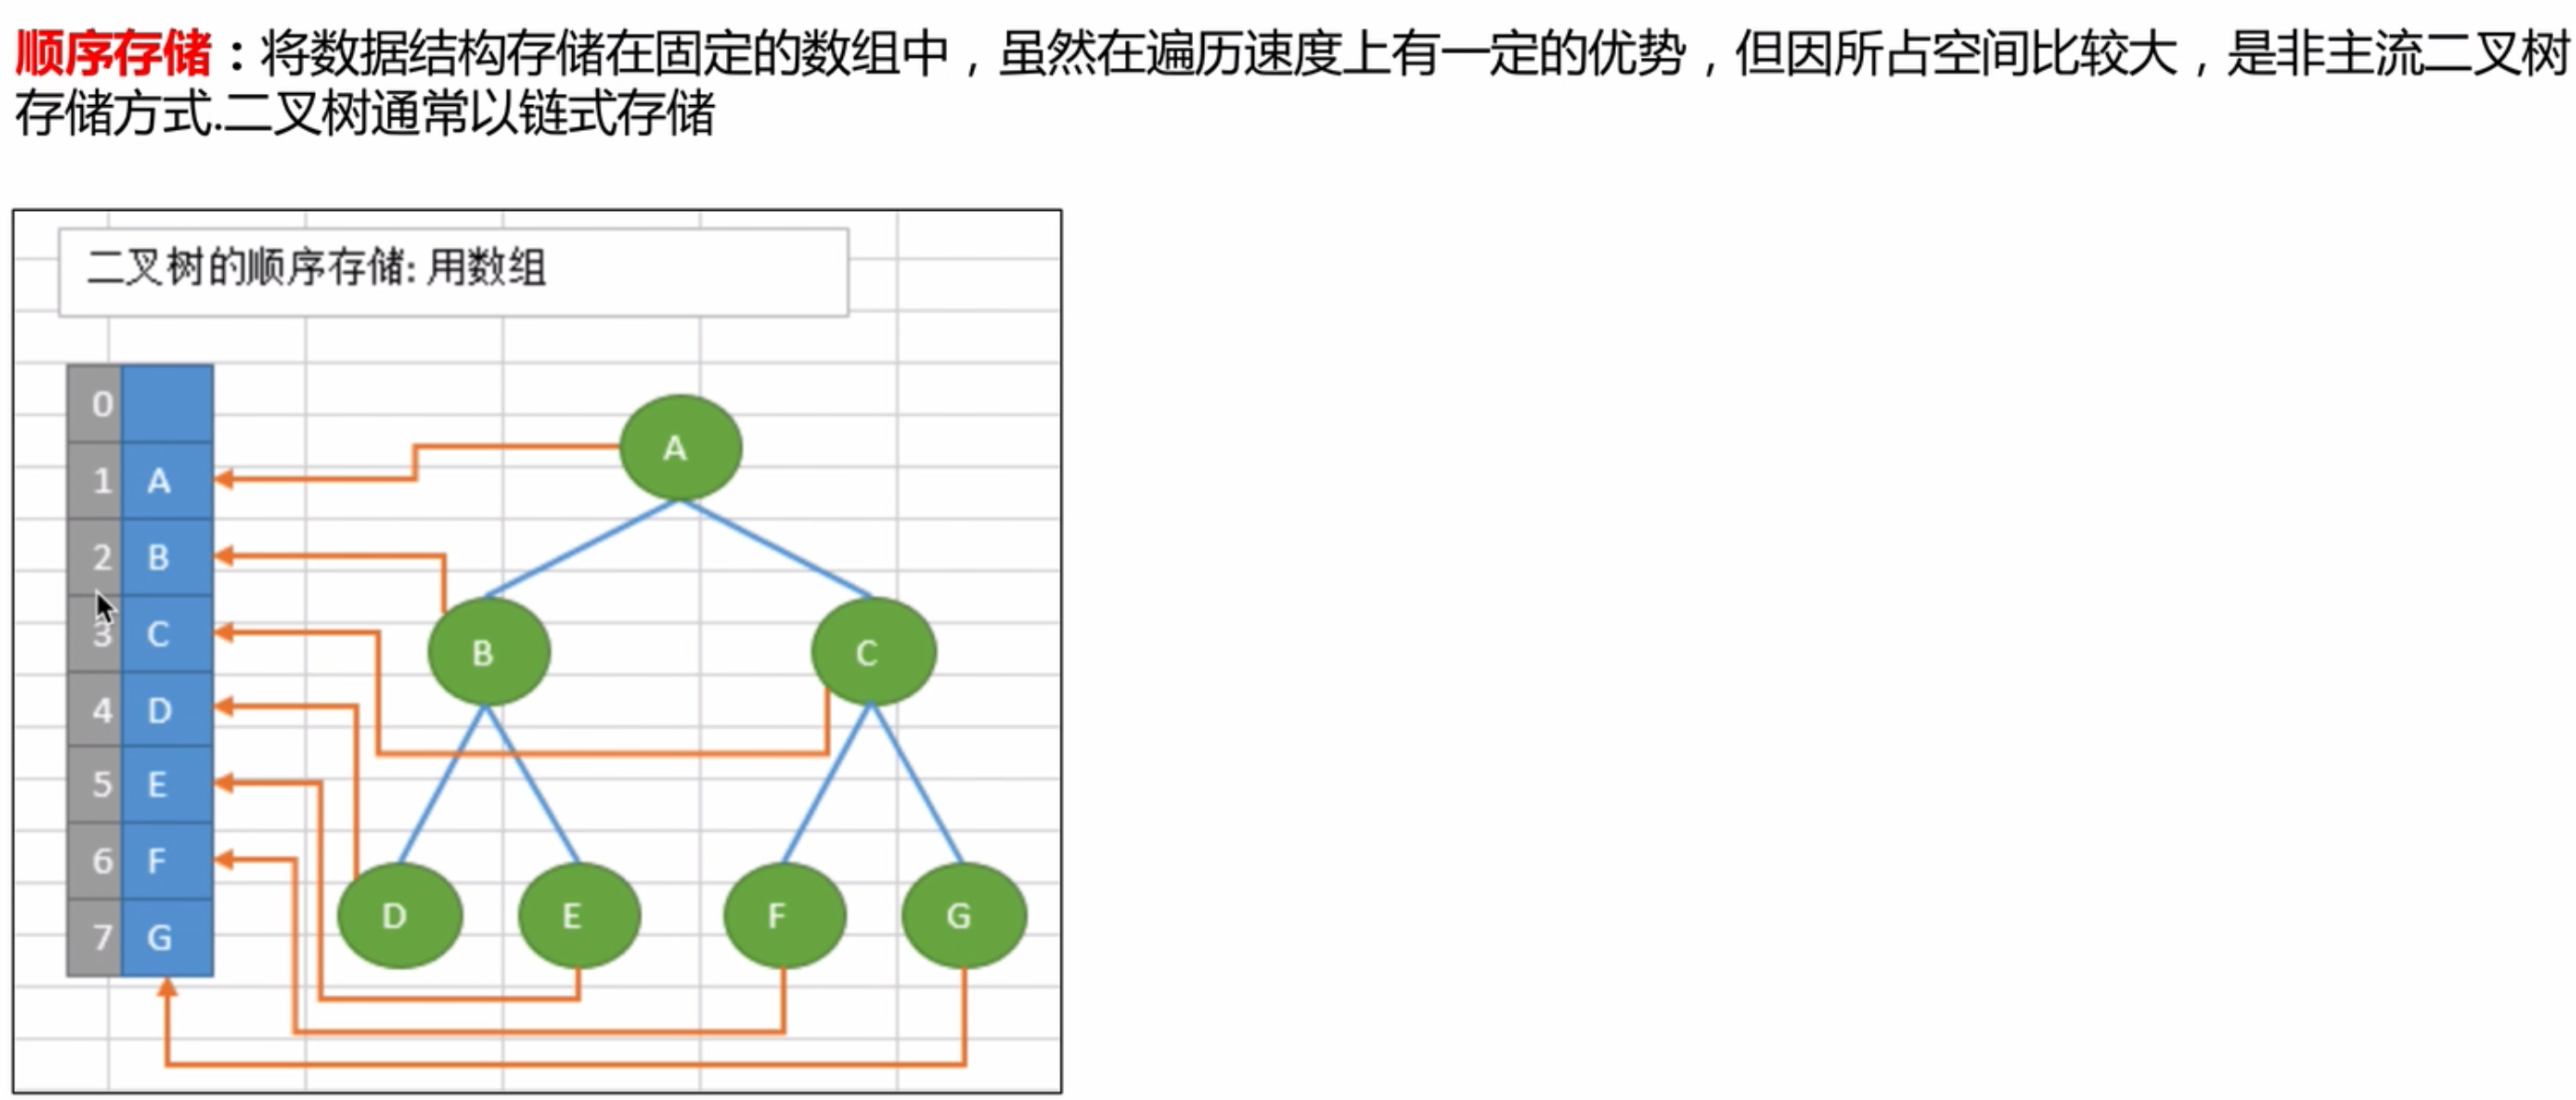 顺序存储：将数据结构存储在固定的数组中，虽然在遍历速度上有一定的优势，但因所占空间比较大，是非主流二叉树
存储方式.二叉树通常以链式存储
二叉树的顺序存储: 用数组
0
1 A
2 B
3 C
4 D
5 E
6 F
7 G
A
B C
D E F G